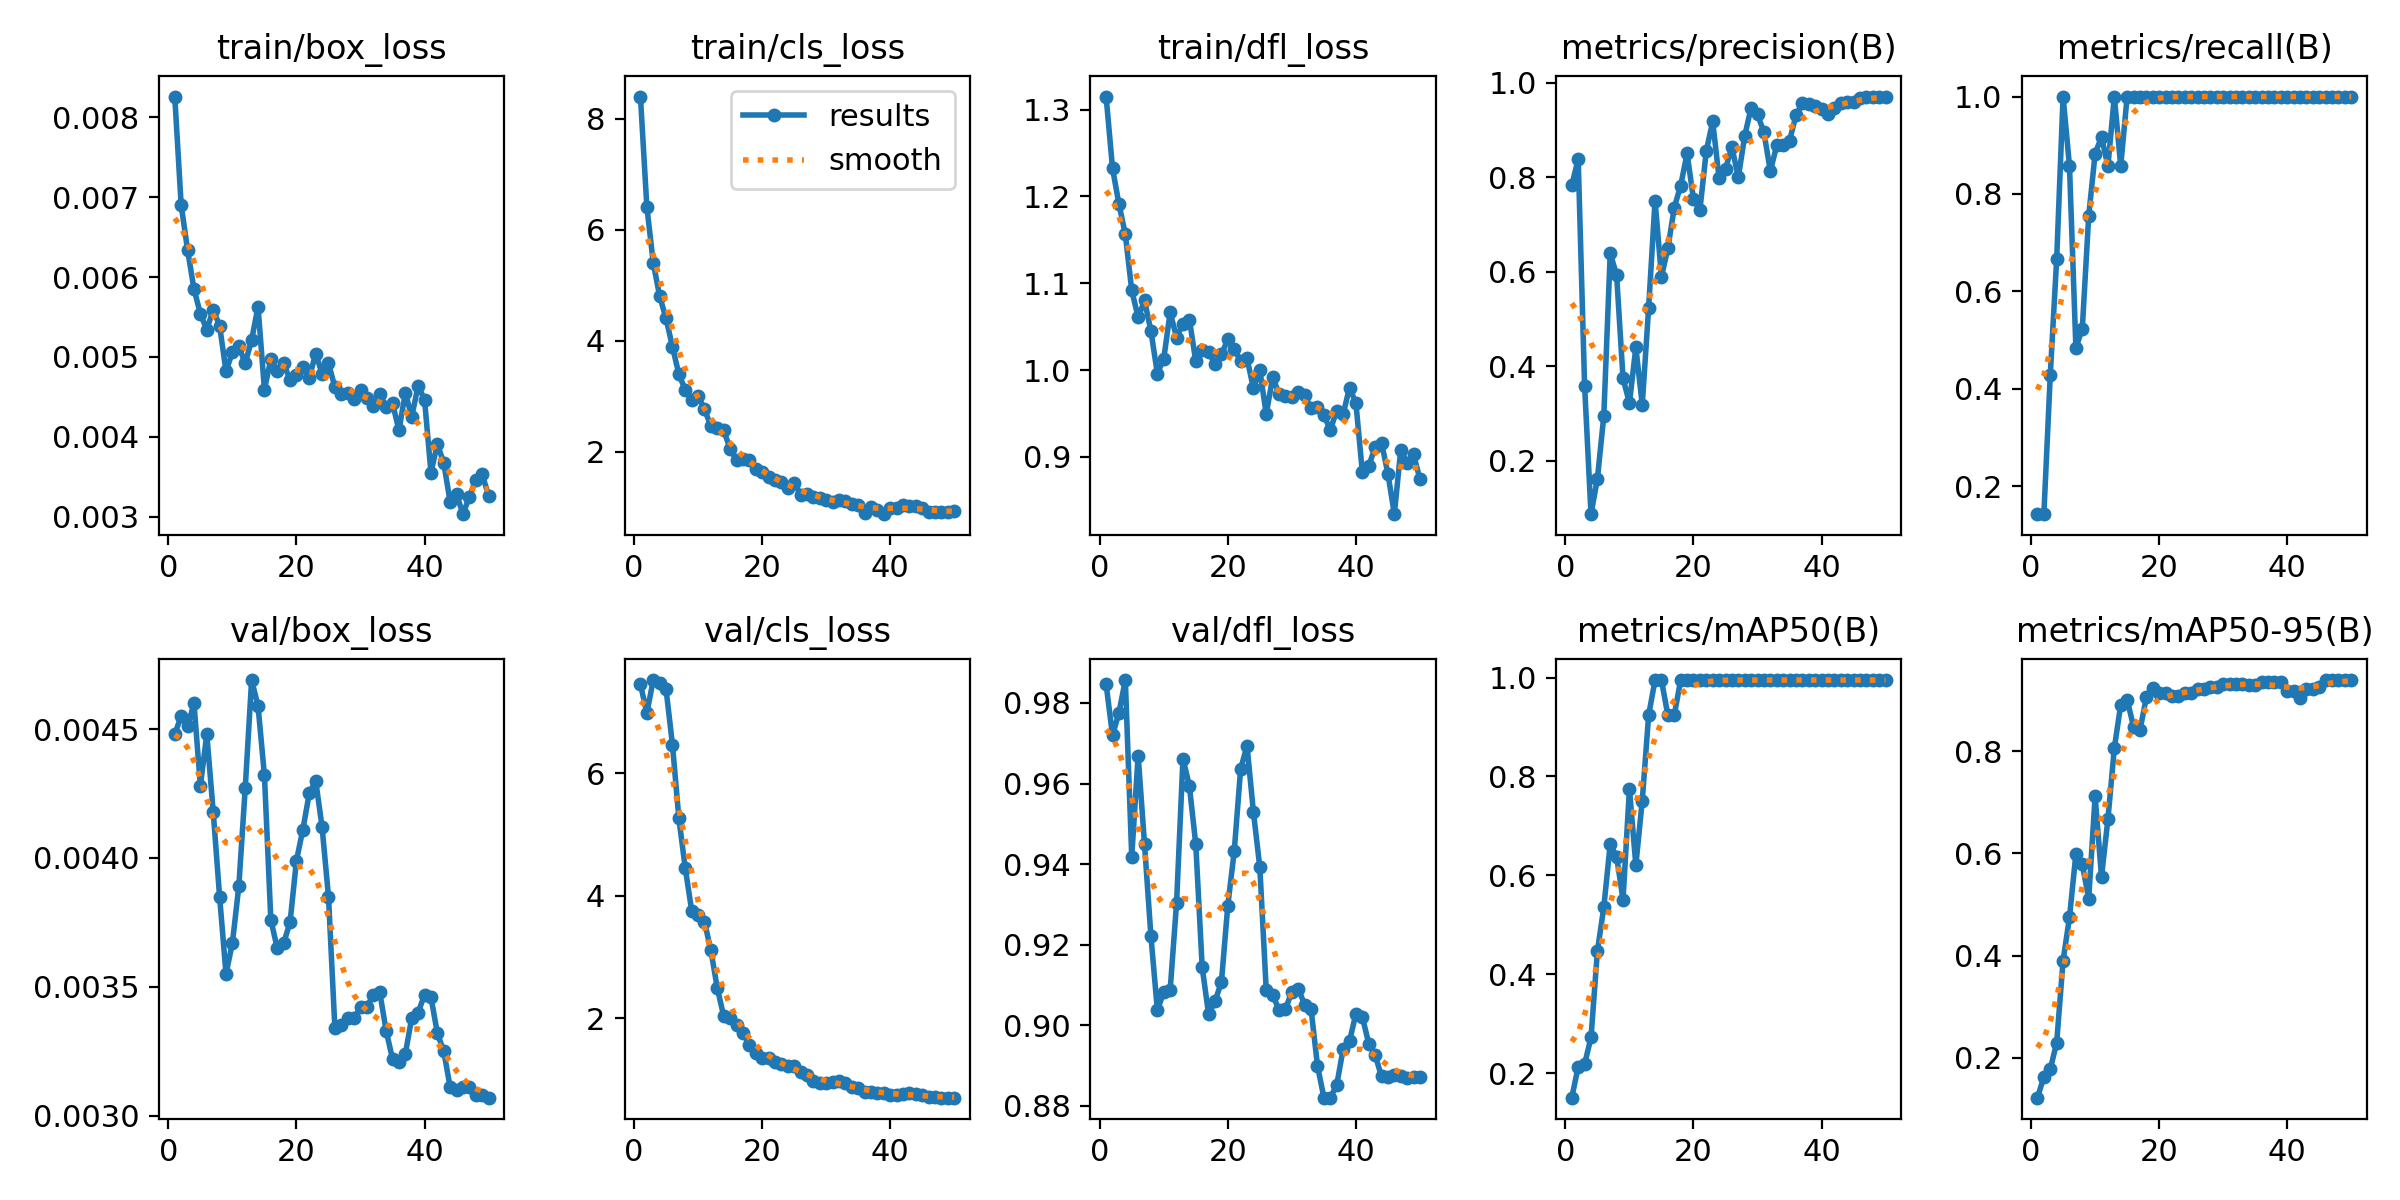 train/box_loss
0.008
0.007
0.006
0.005
0.004
0.003
0 20 40
train/cls_loss
results
smooth
8
6
4
2
0 20 40
train/dfl_loss
1.3
1.2
1.1
1.0
0.9
0 20 40
metrics/precision(B)
1.0
0.8
0.6
0.4
0.2
0 20 40
metrics/recall(B)
1.0
0.8
0.6
0.4
0.2
0 20 40
val/box_loss
0.0045
0.0040
0.0035
0.0030
0 20 40
val/cls_loss
6
4
2
0 20 40
val/dfl_loss
0.98
0.96
0.94
0.92
0.90
0.88
0 20 40
metrics/mAP50(B)
1.0
0.8
0.6
0.4
0.2
0 20 40
metrics/mAP50-95(B)
0.8
0.6
0.4
0.2
0 20 40